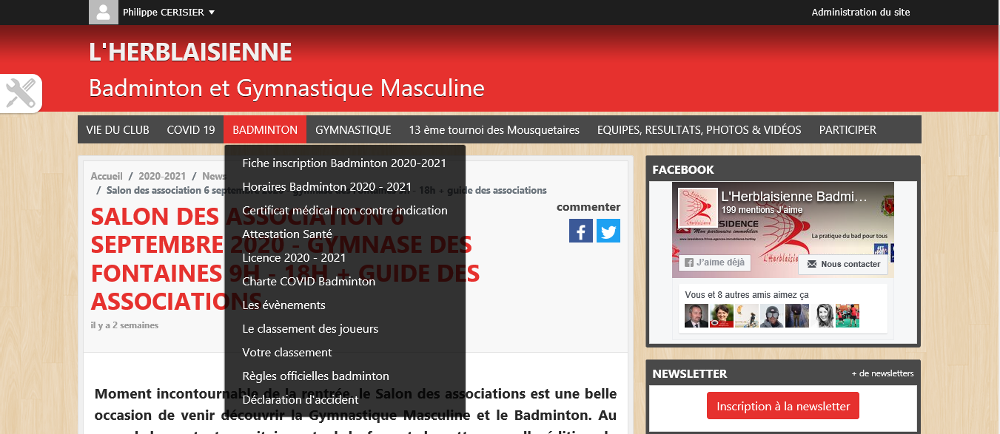 Philippe CERISIER
Administration du site
L'HERBLAISIENNE
Badminton et Gymnastique Masculine
VIE DU CLUB
COVID 19
BADMINTON
GYMNASTIQUE
13 ème tournoi des Mousquetaires
EQUIPES, RESULTATS, PHOTOS & VIDÉOS
PARTICIPER
Fiche inscription Badminton 2020-2021
Horaires Badminton 2020 - 2021
Certificat médical non contre indication
Attestation Santé
Licence 2020 - 2021
Charte COVID Badminton
Les évènements
Le classement des joueurs
Votre classement
Règles officielles badminton
Déclaration d'accident
Accueil / 2020-2021 / News
/ Salon des association 6 septembre 2020 - gymnase des Fontaines 9h - 18h + guide des associations
commenter
SALON DES ASSOCIATION 6
SEPTEMBRE 2020 - GYMNASE DES
FONTAINES 9H - 18H + GUIDE DES
ASSOCIATIONS
il y a 2 semaines
Moment incontournable de la rentrée, le Salon des associations est une belle
occasion de venir découvrir la Gymnastique Masculine et le Badminton. Au
FACEBOOK
L'Herblaisienne Badmi...
199 mentions J'aime
Mon partenaire immobilier
La pratique du bad pour tous
L'Herblaisienne
J'aime déjà
Nous contacter
Vous et 8 autres amis aimez ça
NEWSLETTER
+ de newsletters
Inscription à la newsletter